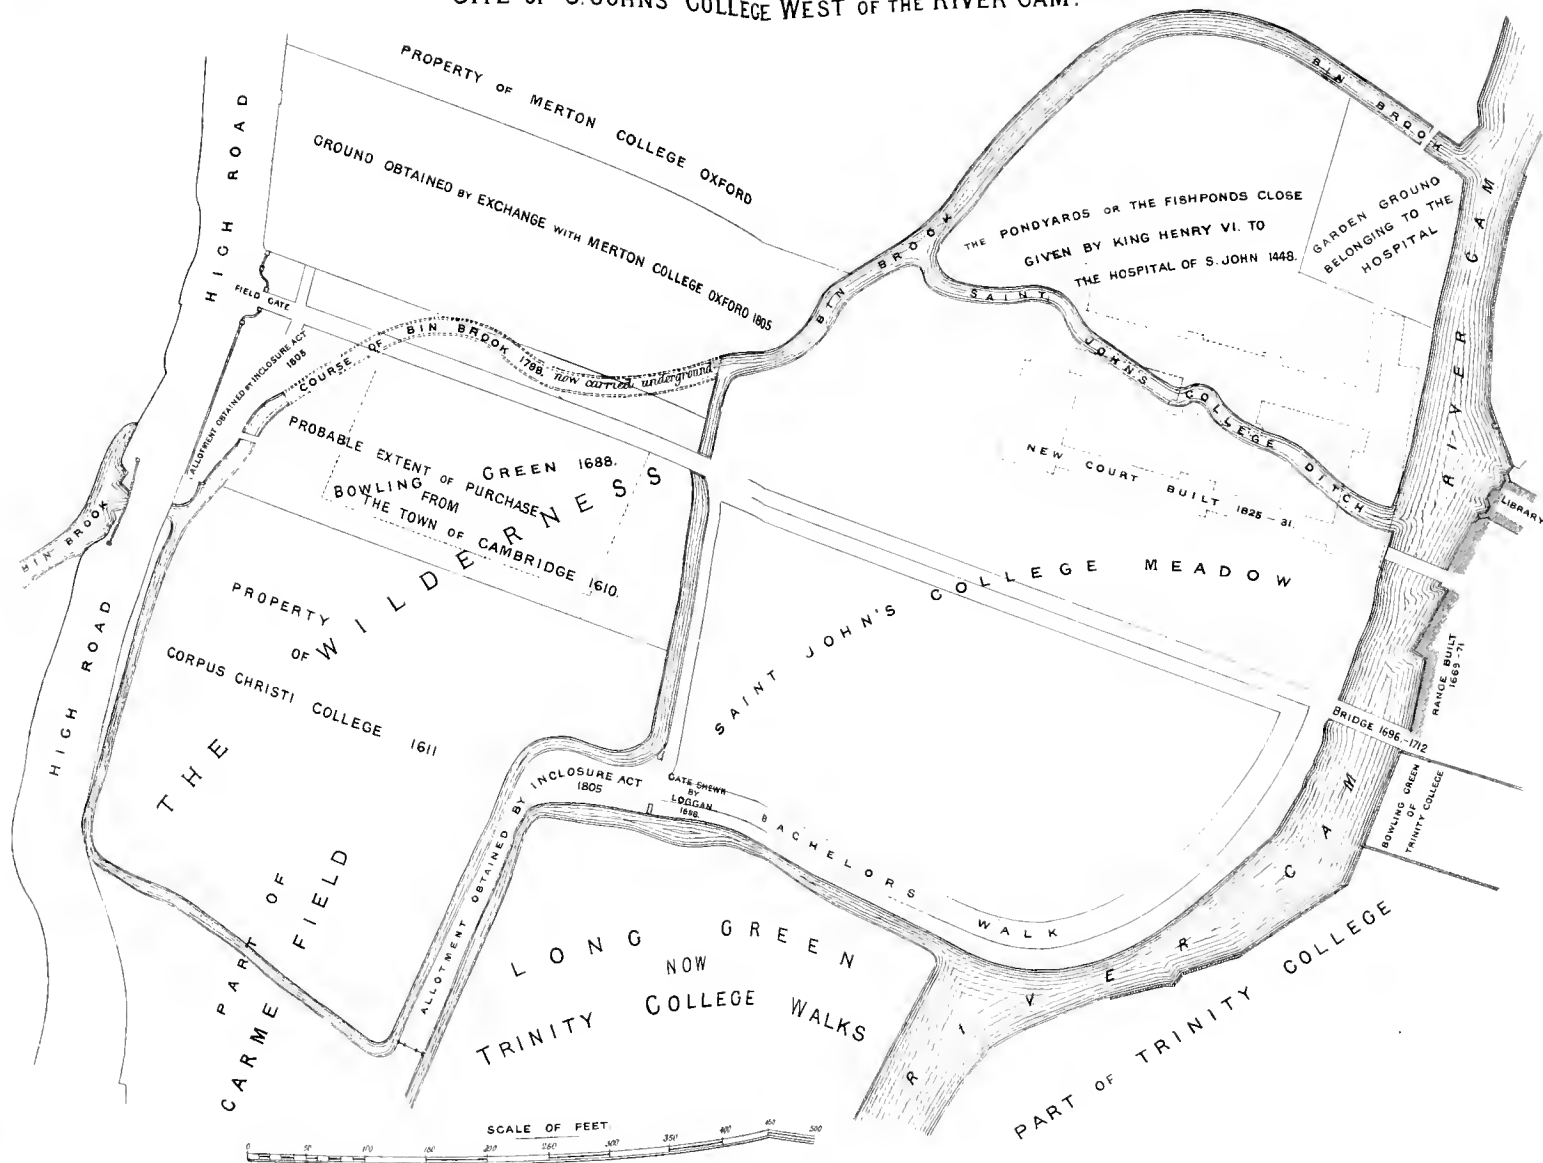 SITE OF S. JOHNS COLLEGE WEST OF THE RIVER CAM.
PROPERTY OF MERTON COLLEGE OXFORD
GROUND OBTAINED BY EXCHANGE WITH MERTON COLLEGE OXFORD 1805
HIGH ROAD
FIELD GATE
ALLOTMENT OBTAINED BY INCLOSURE ACT
1805
COURSE OF BIN BROOK 1798. now carried underground
BIN BROOK
BIN BROOK
THE PONDYARDS OR THE FISHPONDS CLOSE
GIVEN BY KING HENRY VI. TO
THE HOSPITAL OF S. JOHN 1448.
GARDEN GROUND
BELONGING TO THE
HOSPITAL
RIVER CAM
SAINT JOHN'S COLLEGE DITCH
NEW COURT BUILT 1825-31.
LIBRARY
PROBABLE EXTENT OF PURCHASE
FROM
THE TOWN OF CAMBRIDGE 1610.
BOWLING GREEN 1688.
BIN BROOK
HIGH ROAD
PROPERTY
OF
CORPUS CHRISTI COLLEGE 1611
THE WILDERNESS
SAINT JOHN'S COLLEGE MEADOW
RANGE BUILT
1669-71
BRIDGE 1696.-1712
BOWLING GREEN
OF
TRINITY COLLEGE
ALLOTMENT OBTAINED BY INCLOSURE ACT
1805
GATE SHEWN
BY
LOGGAN
1688.
BACHELORS WALK
PART OF
CARME FIELD
LONG GREEN
NOW
TRINITY COLLEGE WALKS
RIVER CAM
PART OF TRINITY COLLEGE
SCALE OF FEET
0 50 100 150 200 250 300 350 400 450 500